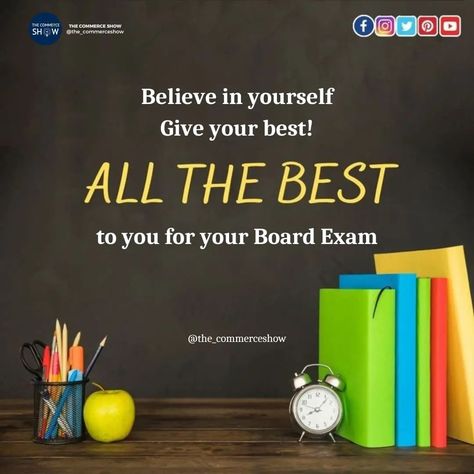 THE COMMERCE
SHOW
THE COMMERCE SHOW
@the_commerceshow
Believe in yourself
Give your best!
ALL THE BEST
to you for your Board Exam
@the_commerceshow